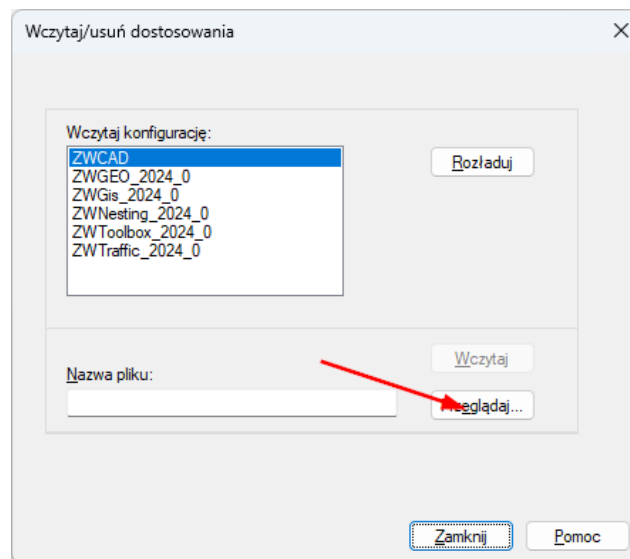 Wczytaj/usuń dostosowania
Wczytaj konfigurację:
ZWCAD
ZWGEO_2024_0
ZWGis_2024_0
ZWNesting_2024_0
ZWToolbox_2024_0
ZWTraffic_2024_0
Rozładuj
Wczytaj
Nazwa pliku:
Przeglądaj...
Zamknij
Pomoc